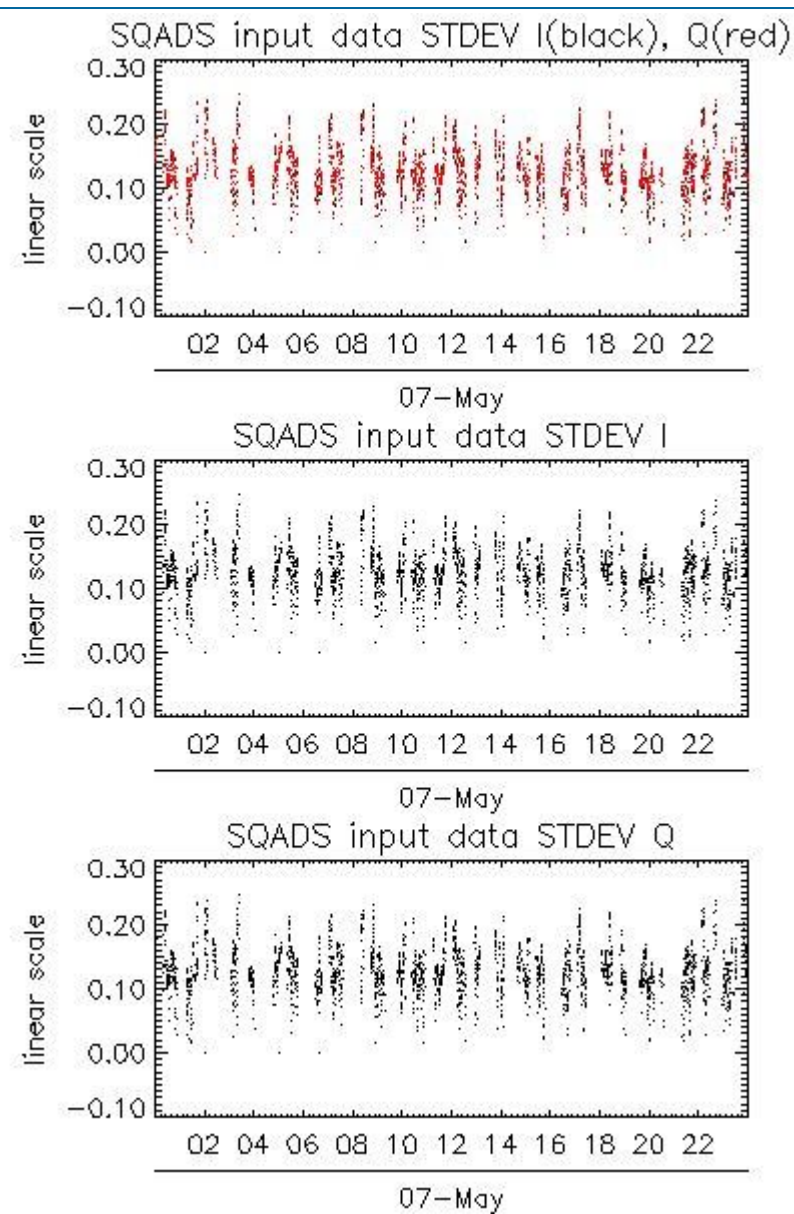 SQADS input data STDEV I(black), Q(red)
0.30
0.20
0.10
0.00
-0.10
linear scale
02 04 06 08 10 12 14 16 18 20 22
07-May
SQADS input data STDEV I
0.30
0.20
0.10
0.00
-0.10
linear scale
02 04 06 08 10 12 14 16 18 20 22
07-May
SQADS input data STDEV Q
0.30
0.20
0.10
0.00
-0.10
linear scale
02 04 06 08 10 12 14 16 18 20 22
07-May